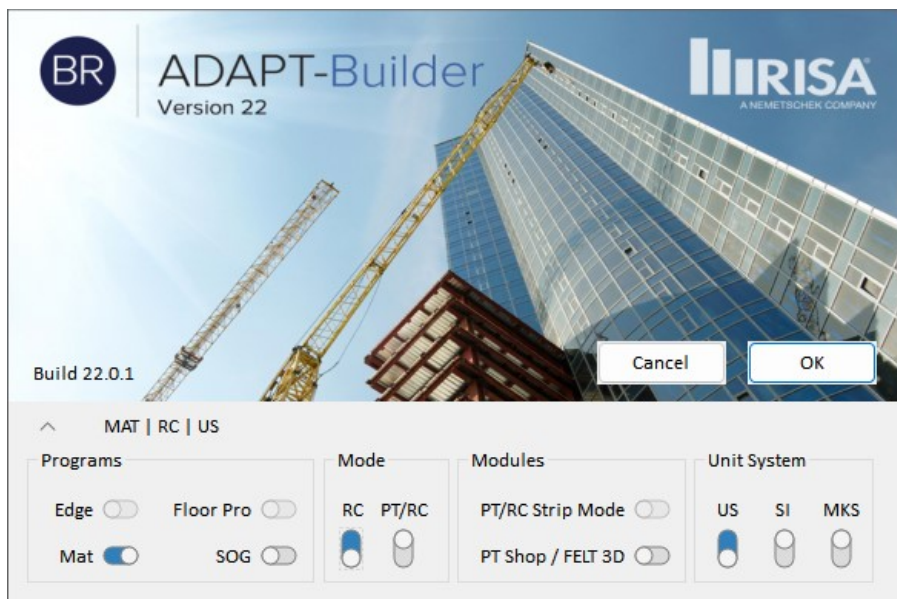 BR
ADAPT-Builder
Version 22
RISA
A NEMETSCHEK COMPANY
Build 22.0.1
Cancel
OK
MAT | RC | US
Programs
Edge
Floor Pro
Mat
SOG
Mode
RC PT/RC
Modules
PT/RC Strip Mode
PT Shop / FELT 3D
Unit System
US SI MKS